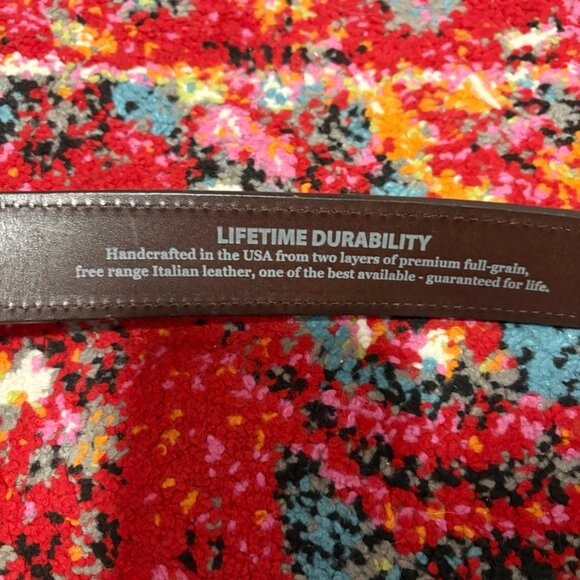 LIFETIME DURABILITY
Handcrafted in the USA from two layers of premium full-grain,
free range Italian leather, one of the best available - guaranteed for life.